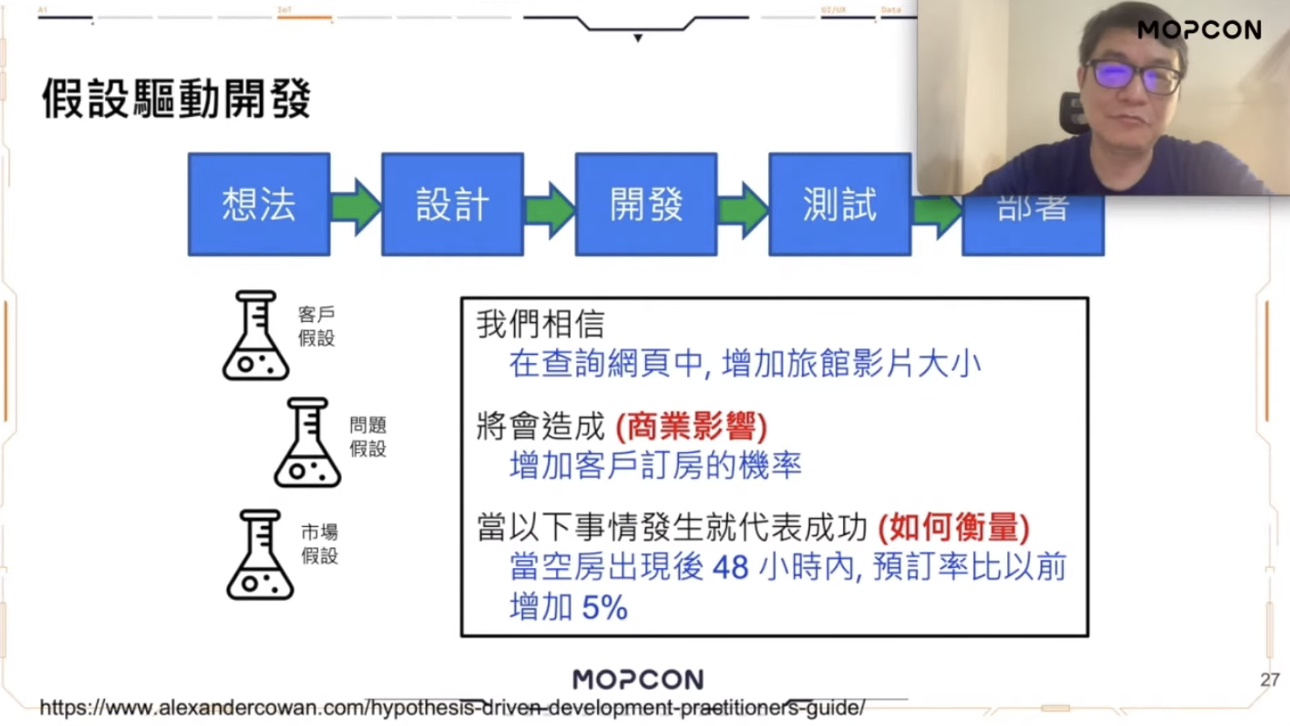 AI
IoT
UI/UX
Data
MOPCON
假設驅動開發
想法
設計
開發
測試
部署
客戶
假設
問題
假設
市場
假設
我們相信
在查詢網頁中, 增加旅館影片大小
將會造成 (商業影響)
增加客戶訂房的機率
當以下事情發生就代表成功 (如何衡量)
當空房出現後 48 小時內, 預訂率比以前
增加 5%
MOPCON
27
https://www.alexandercowan.com/hypothesis-driven-development-practitioners-guide/